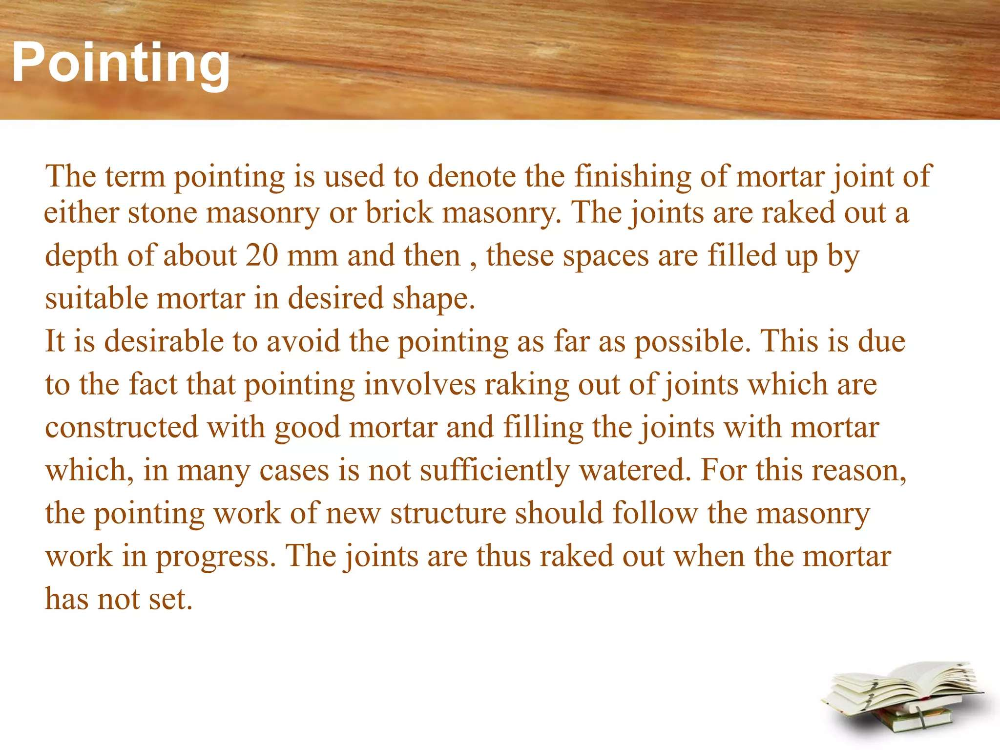 Pointing
The term pointing is used to denote the finishing of mortar joint of
either stone masonry or brick masonry. The joints are raked out a
depth of about 20 mm and then , these spaces are filled up by
suitable mortar in desired shape.
It is desirable to avoid the pointing as far as possible. This is due
to the fact that pointing involves raking out of joints which are
constructed with good mortar and filling the joints with mortar
which, in many cases is not sufficiently watered. For this reason,
the pointing work of new structure should follow the masonry
work in progress. The joints are thus raked out when the mortar
has not set.